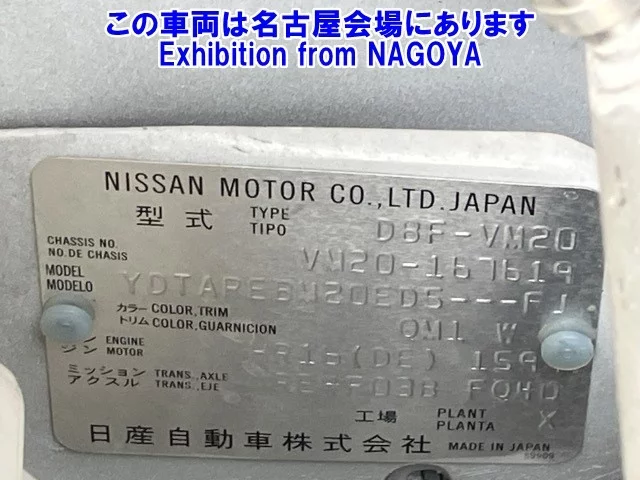 この車両は名古屋会場にあります
Exhibition from NAGOYA
NISSAN MOTOR CO.,LTD. JAPAN
型式 TYPE TIPO DBF-VM20
CHASSIS NO. NO.DE CHASIS VM20-167619
MODEL MODELO
カラー トリム COLOR,TRIM COLOR,GUARNICION QM1 W
ENGINE MOTOR HR16(DE) 159
ミッション アクスル TRANS.,AXLE TRANS.,EJE FQ40
工場 PLANT PLANTA X
日産自動車株式会社 MADE IN JAPAN